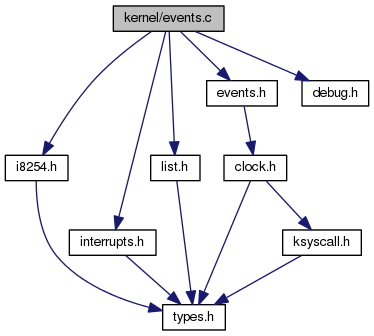 kernel/events.c
events.h
debug.h
i8254.h
list.h
clock.h
interrupts.h
ksyscall.h
types.h